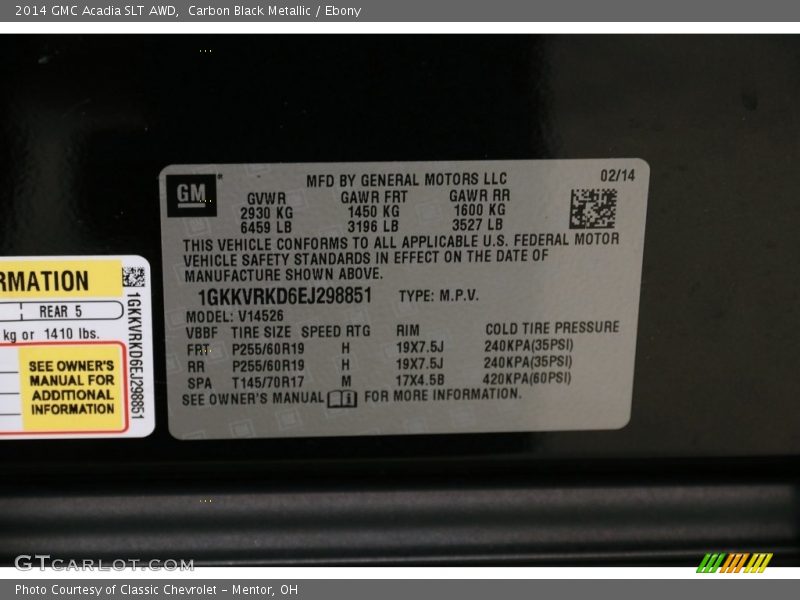 2014 GMC Acadia SLT AWD,  Carbon Black Metallic / Ebony
GM
MFD BY GENERAL MOTORS LLC
02/14
GVWR GAWR FRT GAWR RR
2930 KG 1450 KG 1600 KG
6459 LB 3196 LB 3527 LB
THIS VEHICLE CONFORMS TO ALL APPLICABLE U.S. FEDERAL MOTOR
VEHICLE SAFETY STANDARDS IN EFFECT ON THE DATE OF
MANUFACTURE SHOWN ABOVE.
1GKKVRKD6EJ298851 TYPE: M.P.V.
MODEL: V14526
VBBF TIRE SIZE SPEED RTG RIM COLD TIRE PRESSURE
FRT P255/60R19 H 19X7.5J 240KPA(35PSI)
RR P255/60R19 H 19X7.5J 240KPA(35PSI)
SPA T145/70R17 M 17X4.5B 420KPA(60PSI)
SEE OWNER'S MANUAL i FOR MORE INFORMATION.
RMATION
REAR 5
kg or 1410 lbs.
SEE OWNER'S
MANUAL FOR
ADDITIONAL
INFORMATION
1GKKVRKD6EJ298851
GTCARLOT.COM
Photo Courtesy of Classic Chevrolet - Mentor, OH